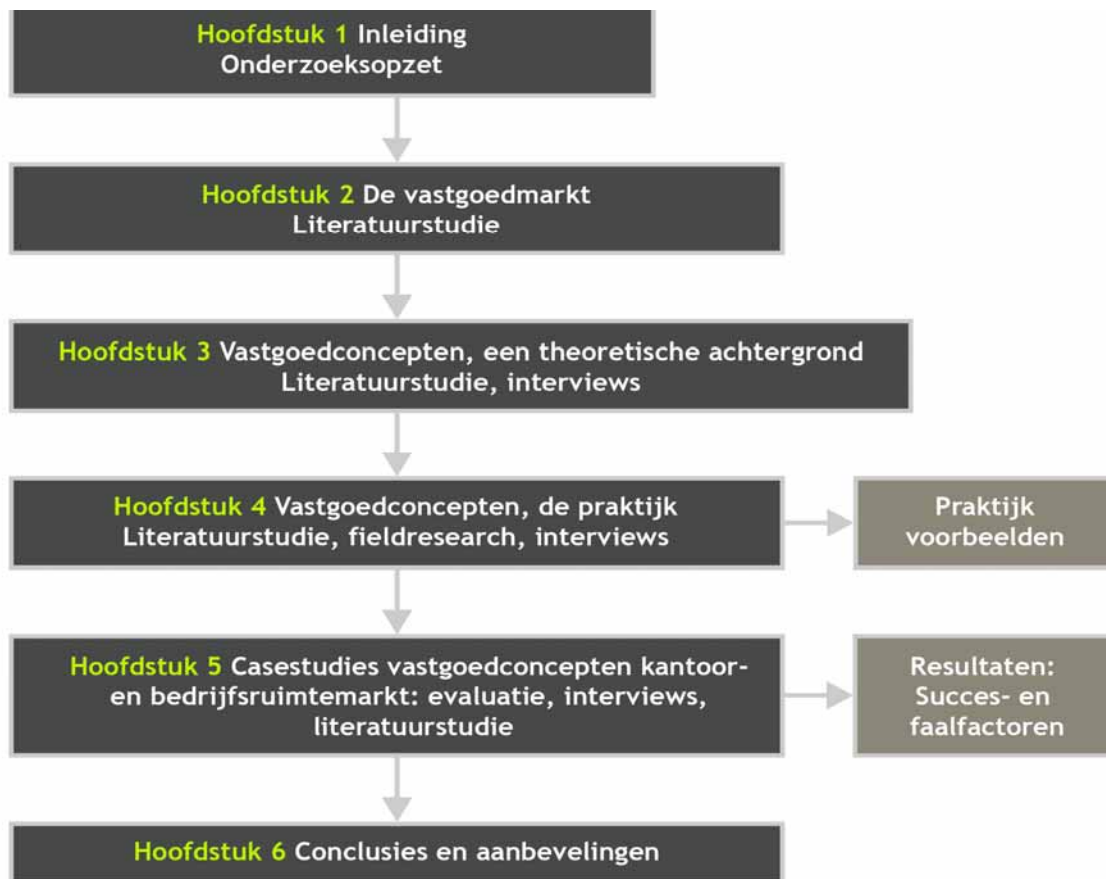 Hoofdstuk 1 Inleiding
Onderzoeksopzet
Hoofdstuk 2 De vastgoedmarkt
Literatuurstudie
Hoofdstuk 3 Vastgoedconcepten, een theoretische achtergrond
Literatuurstudie, interviews
Hoofdstuk 4 Vastgoedconcepten, de praktijk
Literatuurstudie, fieldresearch, interviews
Praktijk
voorbeelden
Hoofdstuk 5 Casestudies vastgoedconcepten kantoor-
en bedrijfsruimtemarkt: evaluatie, interviews,
literatuurstudie
Resultaten:
Succes- en
faalfactoren
Hoofdstuk 6 Conclusies en aanbevelingen